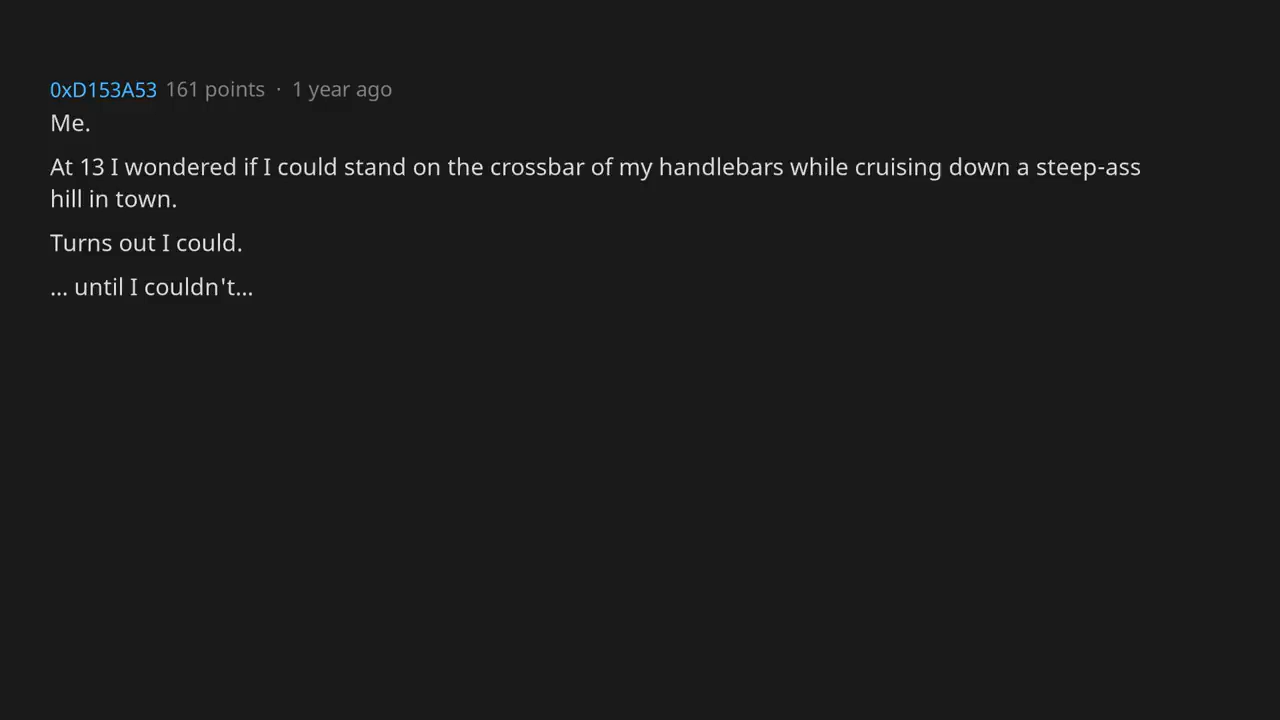 0xD153A53 161 points · 1 year ago
Me.
At 13 I wondered if I could stand on the crossbar of my handlebars while cruising down a steep-ass
hill in town.
Turns out I could.
... until I couldn't...